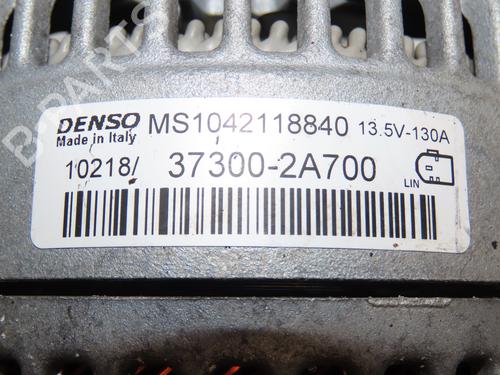 DENSO MS1042118840 13.5V-130A
Made in Italy
10218/ 37300-2A700
LIN
B-PARTS